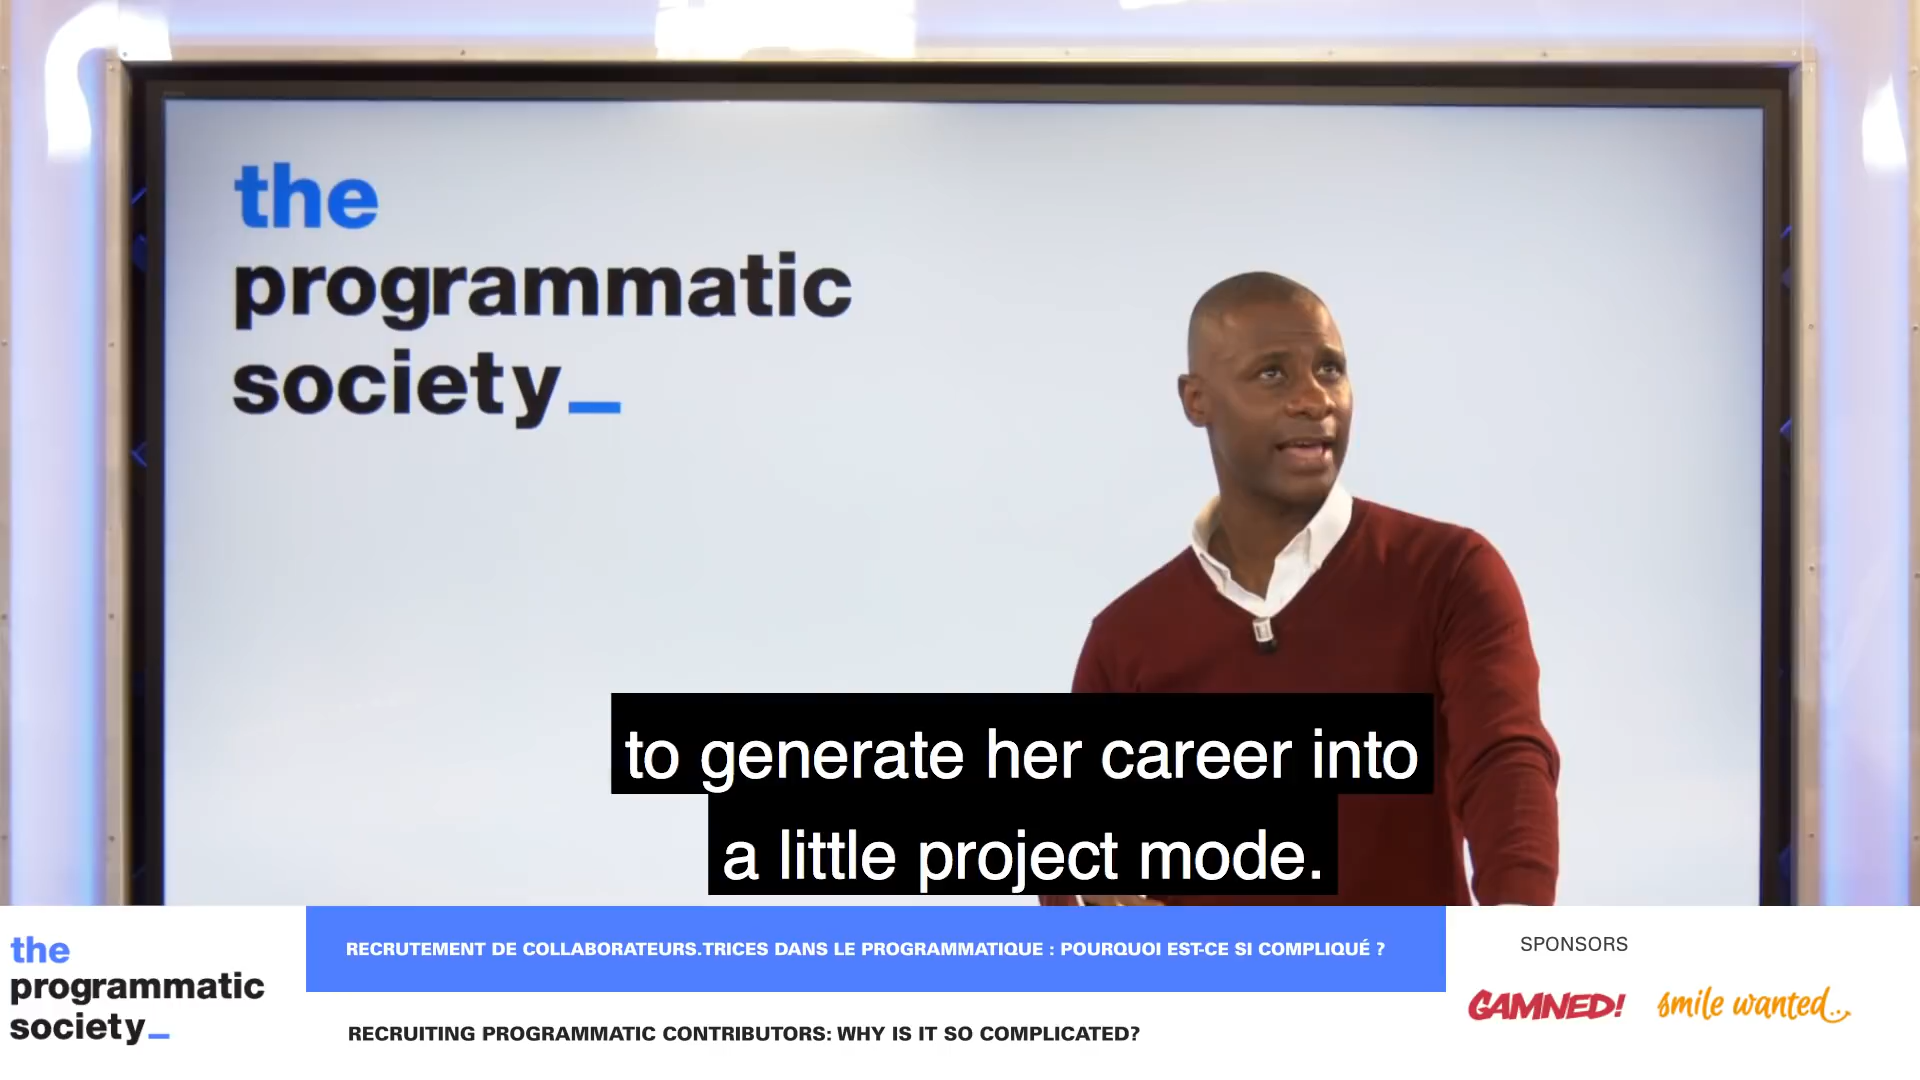 the
programmatic
society_
to generate her career into
a little project mode.
the
programmatic
society_
RECRUTEMENT DE COLLABORATEURS.TRICES DANS LE PROGRAMMATIQUE : POURQUOI EST-CE SI COMPLIQUÉ ?
RECRUITING PROGRAMMATIC CONTRIBUTORS: WHY IS IT SO COMPLICATED?
SPONSORS
GAMNED!
smile wanted..